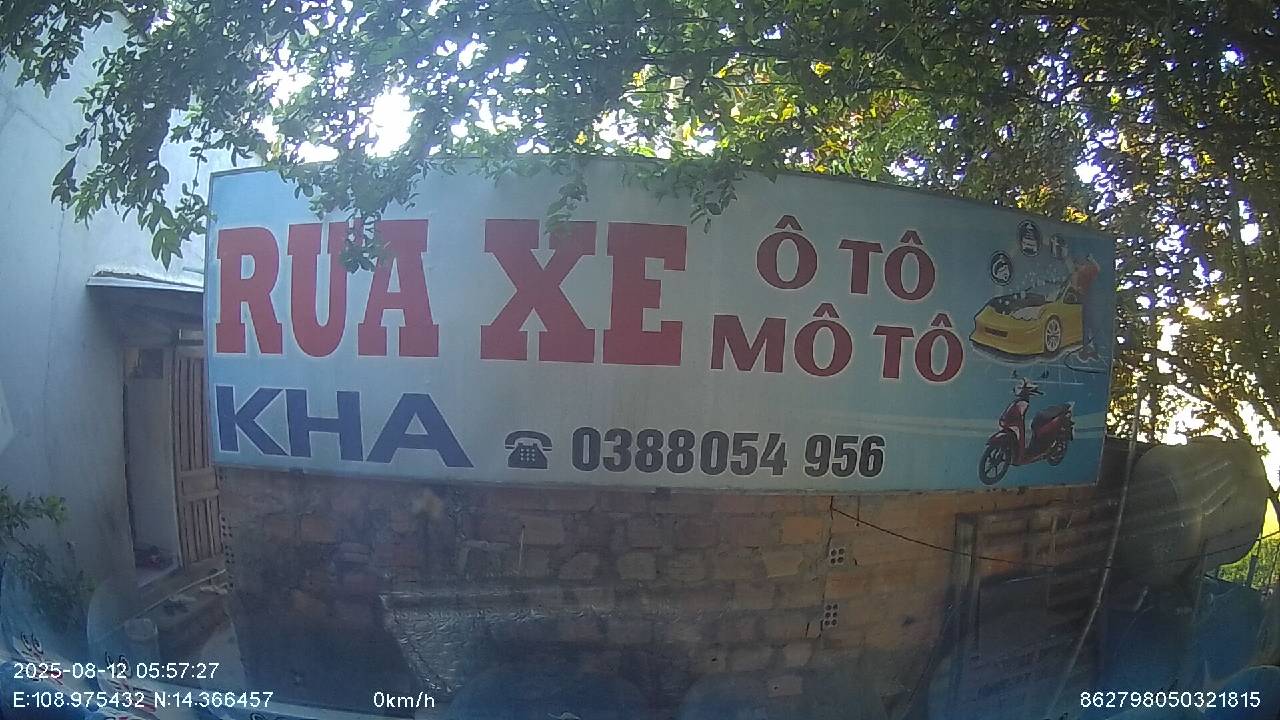 RỬA XE
Ô TÔ
MÔ TÔ
KHA
☎ 0388054 956
2025-08-12 05:57:27
E:108.975432 N:14.366457
0km/h
862798050321815